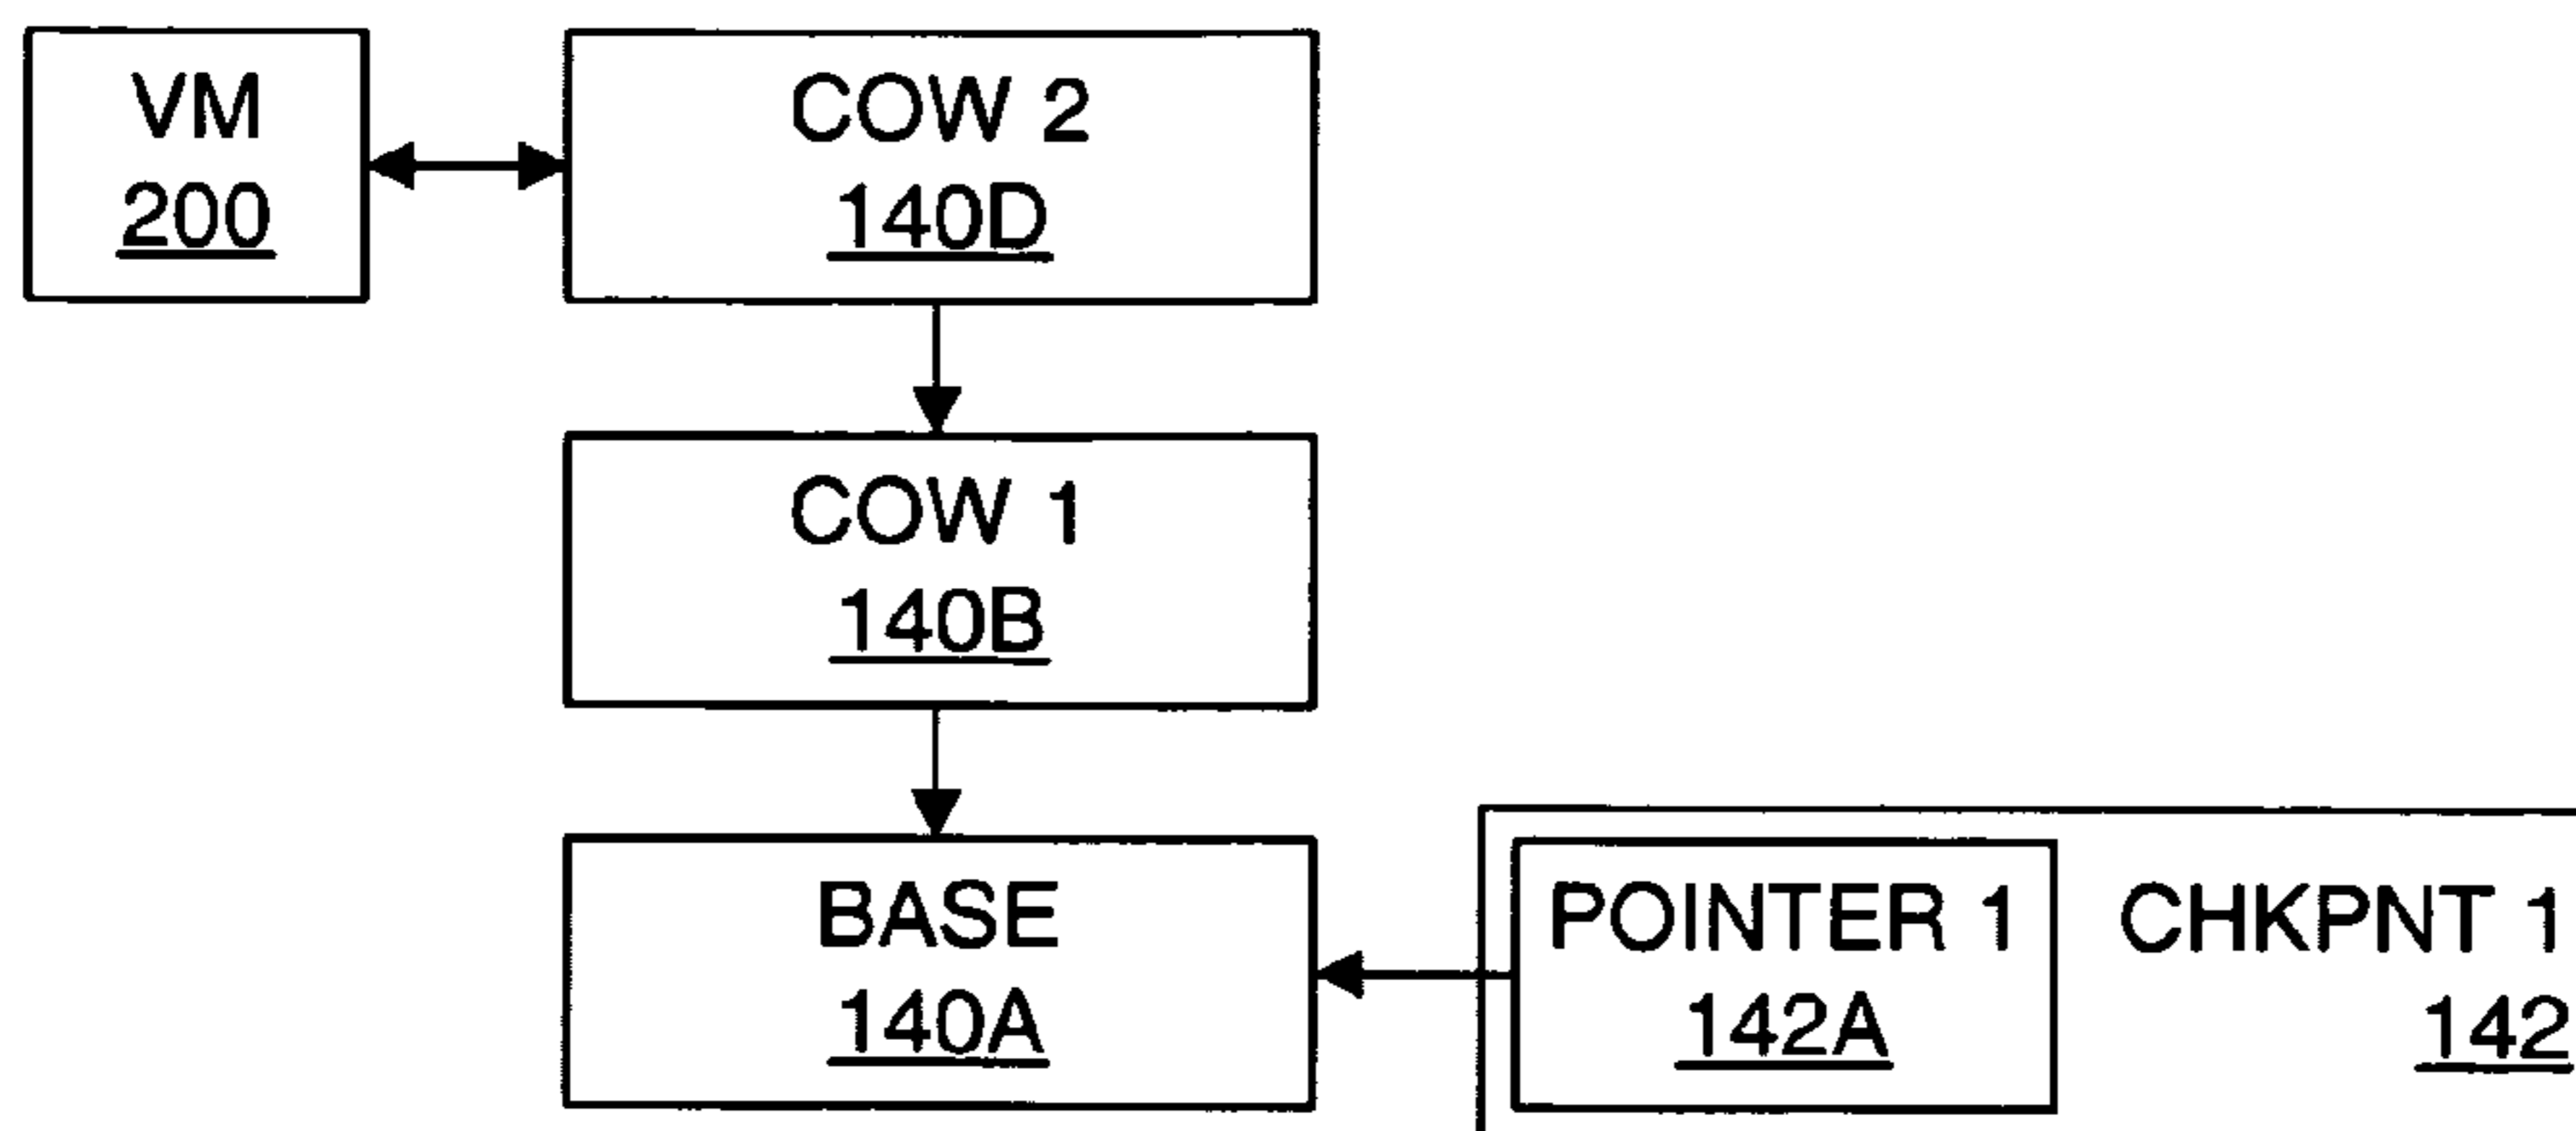 VM
200
COW 2
140D
COW 1
140B
BASE
140A
POINTER 1
142A
CHKPNT 1
142